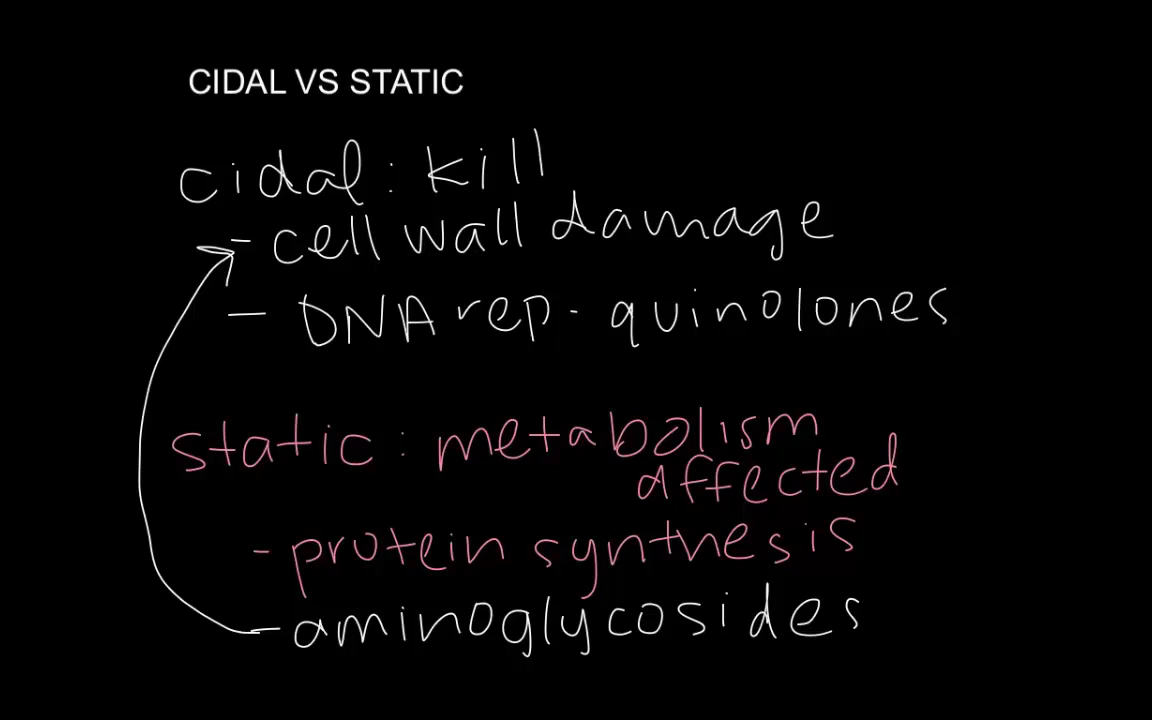 CIDAL VS STATIC
cidal: kill
- cell wall damage
- DNA rep. quinolones
static: metabolism
affected
- protein synthesis
- aminoglycosides